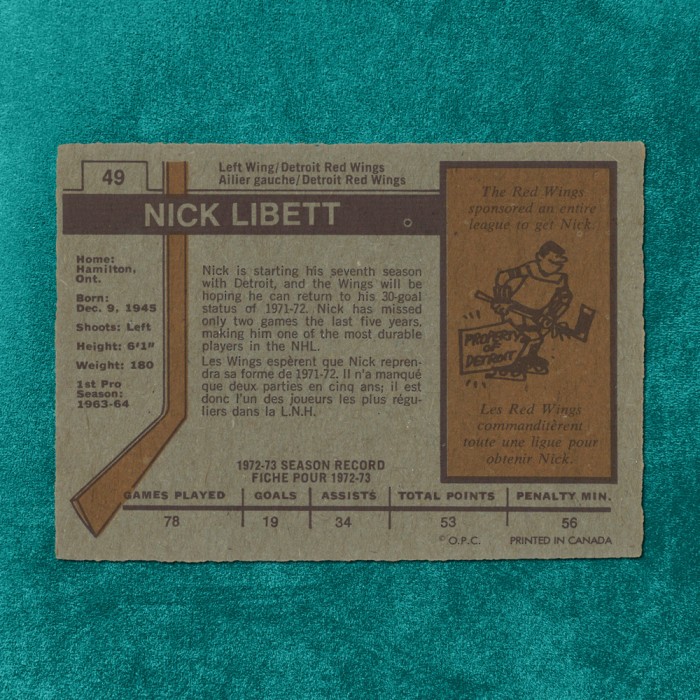 49
Left Wing/Detroit Red Wings
Ailier gauche/Detroit Red Wings
NICK LIBETT
Home:
Hamilton,
Ont.
Born:
Dec. 9, 1945
Shoots: Left
Height: 6'1"
Weight: 180
1st Pro
Season:
1963-64
Nick is starting his seventh season
with Detroit, and the Wings will be
hoping he can return to his 30-goal
status of 1971-72. Nick has missed
only two games the last five years,
making him one of the most durable
players in the NHL.
Les Wings espèrent que Nick repren-
dra sa forme de 1971-72. Il n'a manqué
que deux parties en cinq ans; il est
donc l'un des joueurs les plus régu-
liers dans la L.N.H.
The Red Wings
sponsored an entire
league to get Nick.
PROPERTY
OF
DETROIT
Les Red Wings
commanditèrent
toute une ligue pour
obtenir Nick.
1972-73 SEASON RECORD
FICHE POUR 1972-73
GAMES PLAYED GOALS ASSISTS TOTAL POINTS PENALTY MIN.
78 19 34 53 56
© O.P.C. PRINTED IN CANADA